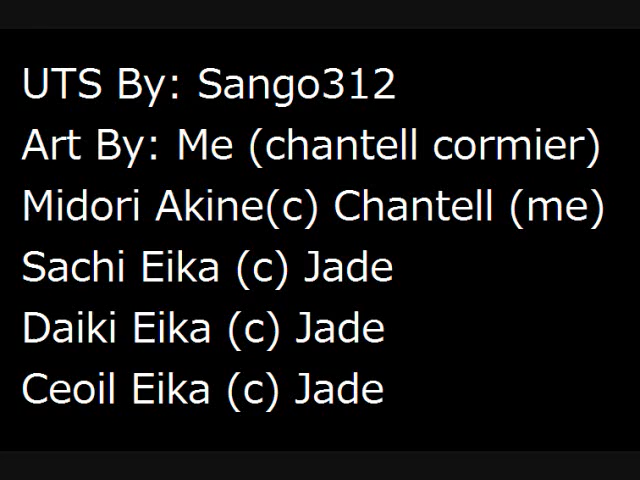 UTS By: Sango312
Art By: Me (chantell cormier)
Midori Akine(c) Chantell (me)
Sachi Eika (c) Jade
Daiki Eika (c) Jade
Ceoil Eika (c) Jade